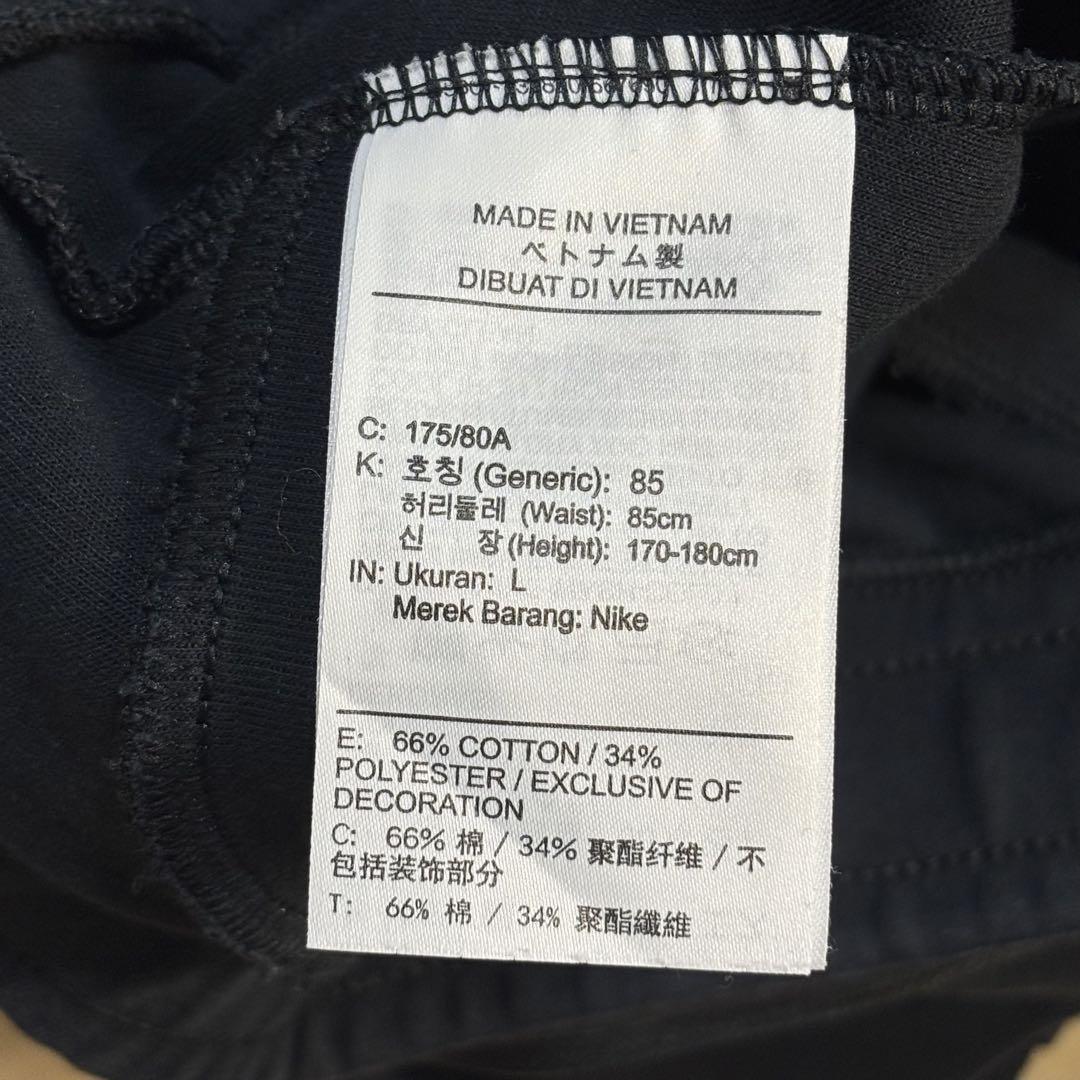 MADE IN VIETNAM
ベトナム製
DIBUAT DI VIETNAM
C: 175/80A
K: 호칭 (Generic): 85
허리둘레 (Waist): 85cm
신 장 (Height): 170-180cm
IN: Ukuran: L
Merek Barang: Nike
E: 66% COTTON / 34%
POLYESTER / EXCLUSIVE OF
DECORATION
C: 66% 棉 / 34% 聚酯纤维 / 不
包括装饰部分
T: 66% 棉 / 34% 聚酯纖維